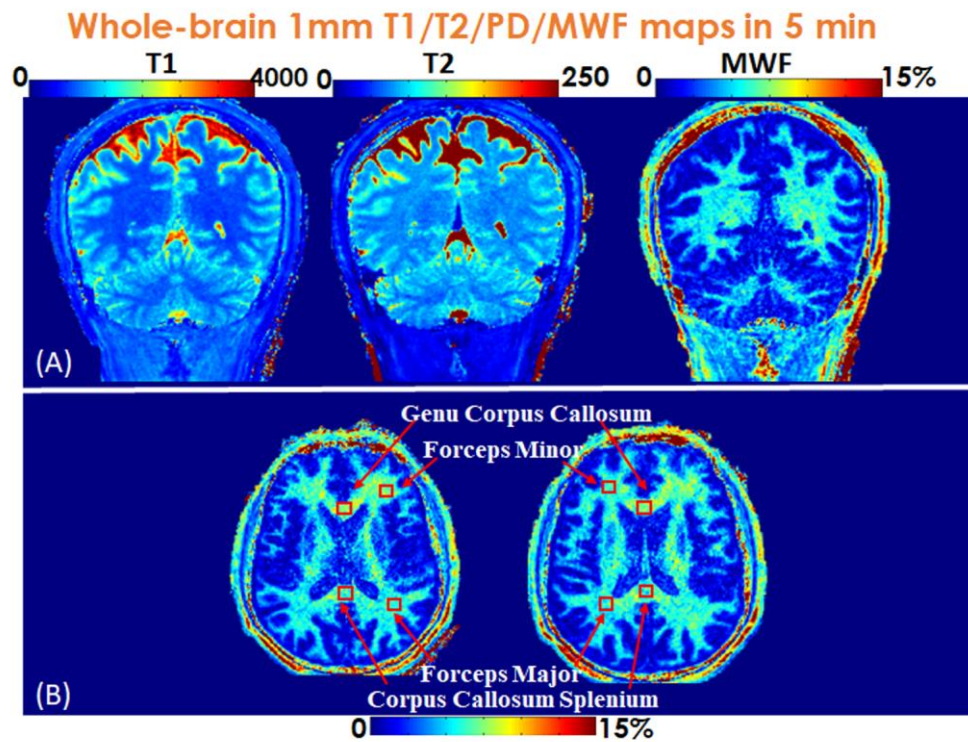 Whole-brain 1mm T1/T2/PD/MWF maps in 5 min
0 T1 4000 0 T2 250 0 MWF 15%
(A)
Genu Corpus Callosum
Forceps Minor
Forceps Major
Corpus Callosum Splenium
(B)
0 15%